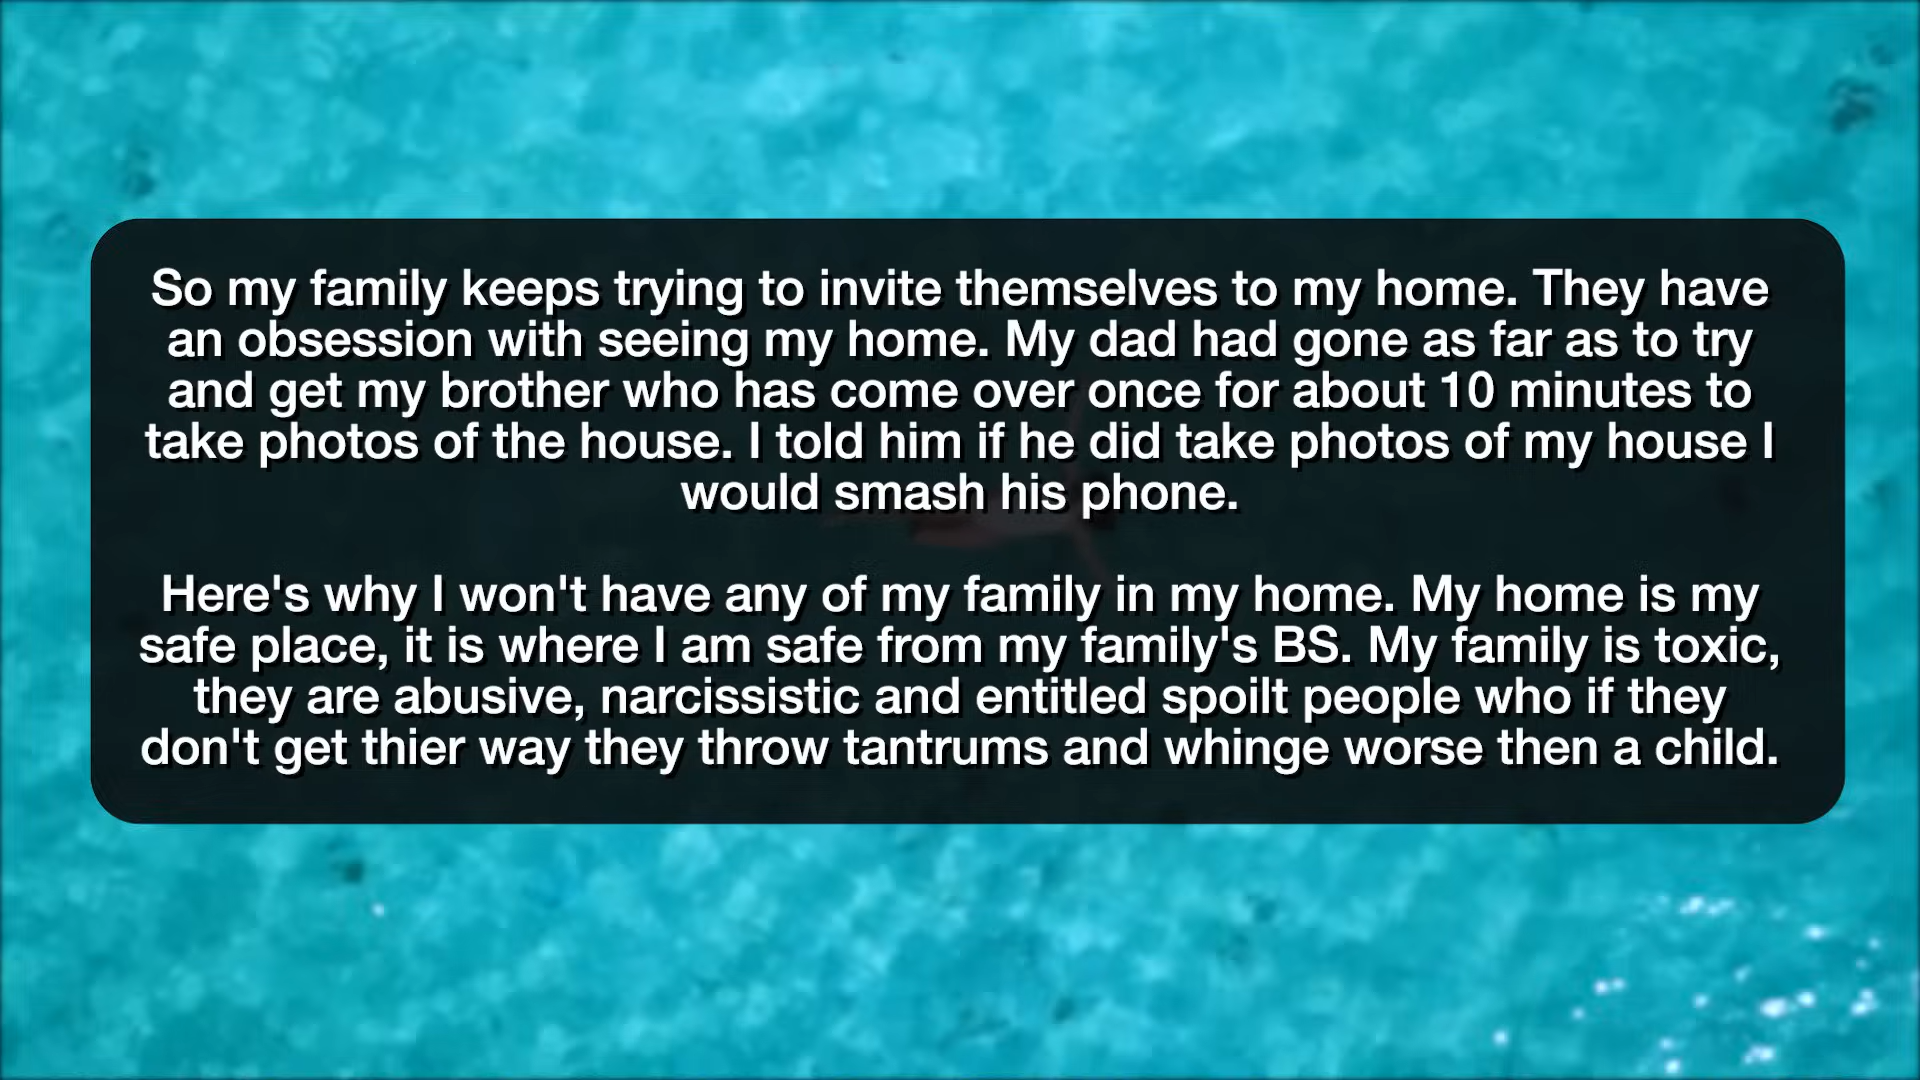 So my family keeps trying to invite themselves to my home. They have
an obsession with seeing my home. My dad had gone as far as to try
and get my brother who has come over once for about 10 minutes to
take photos of the house. I told him if he did take photos of my house I
would smash his phone.
Here's why I won't have any of my family in my home. My home is my
safe place, it is where I am safe from my family's BS. My family is toxic,
they are abusive, narcissistic and entitled spoilt people who if they
don't get thier way they throw tantrums and whinge worse then a child.